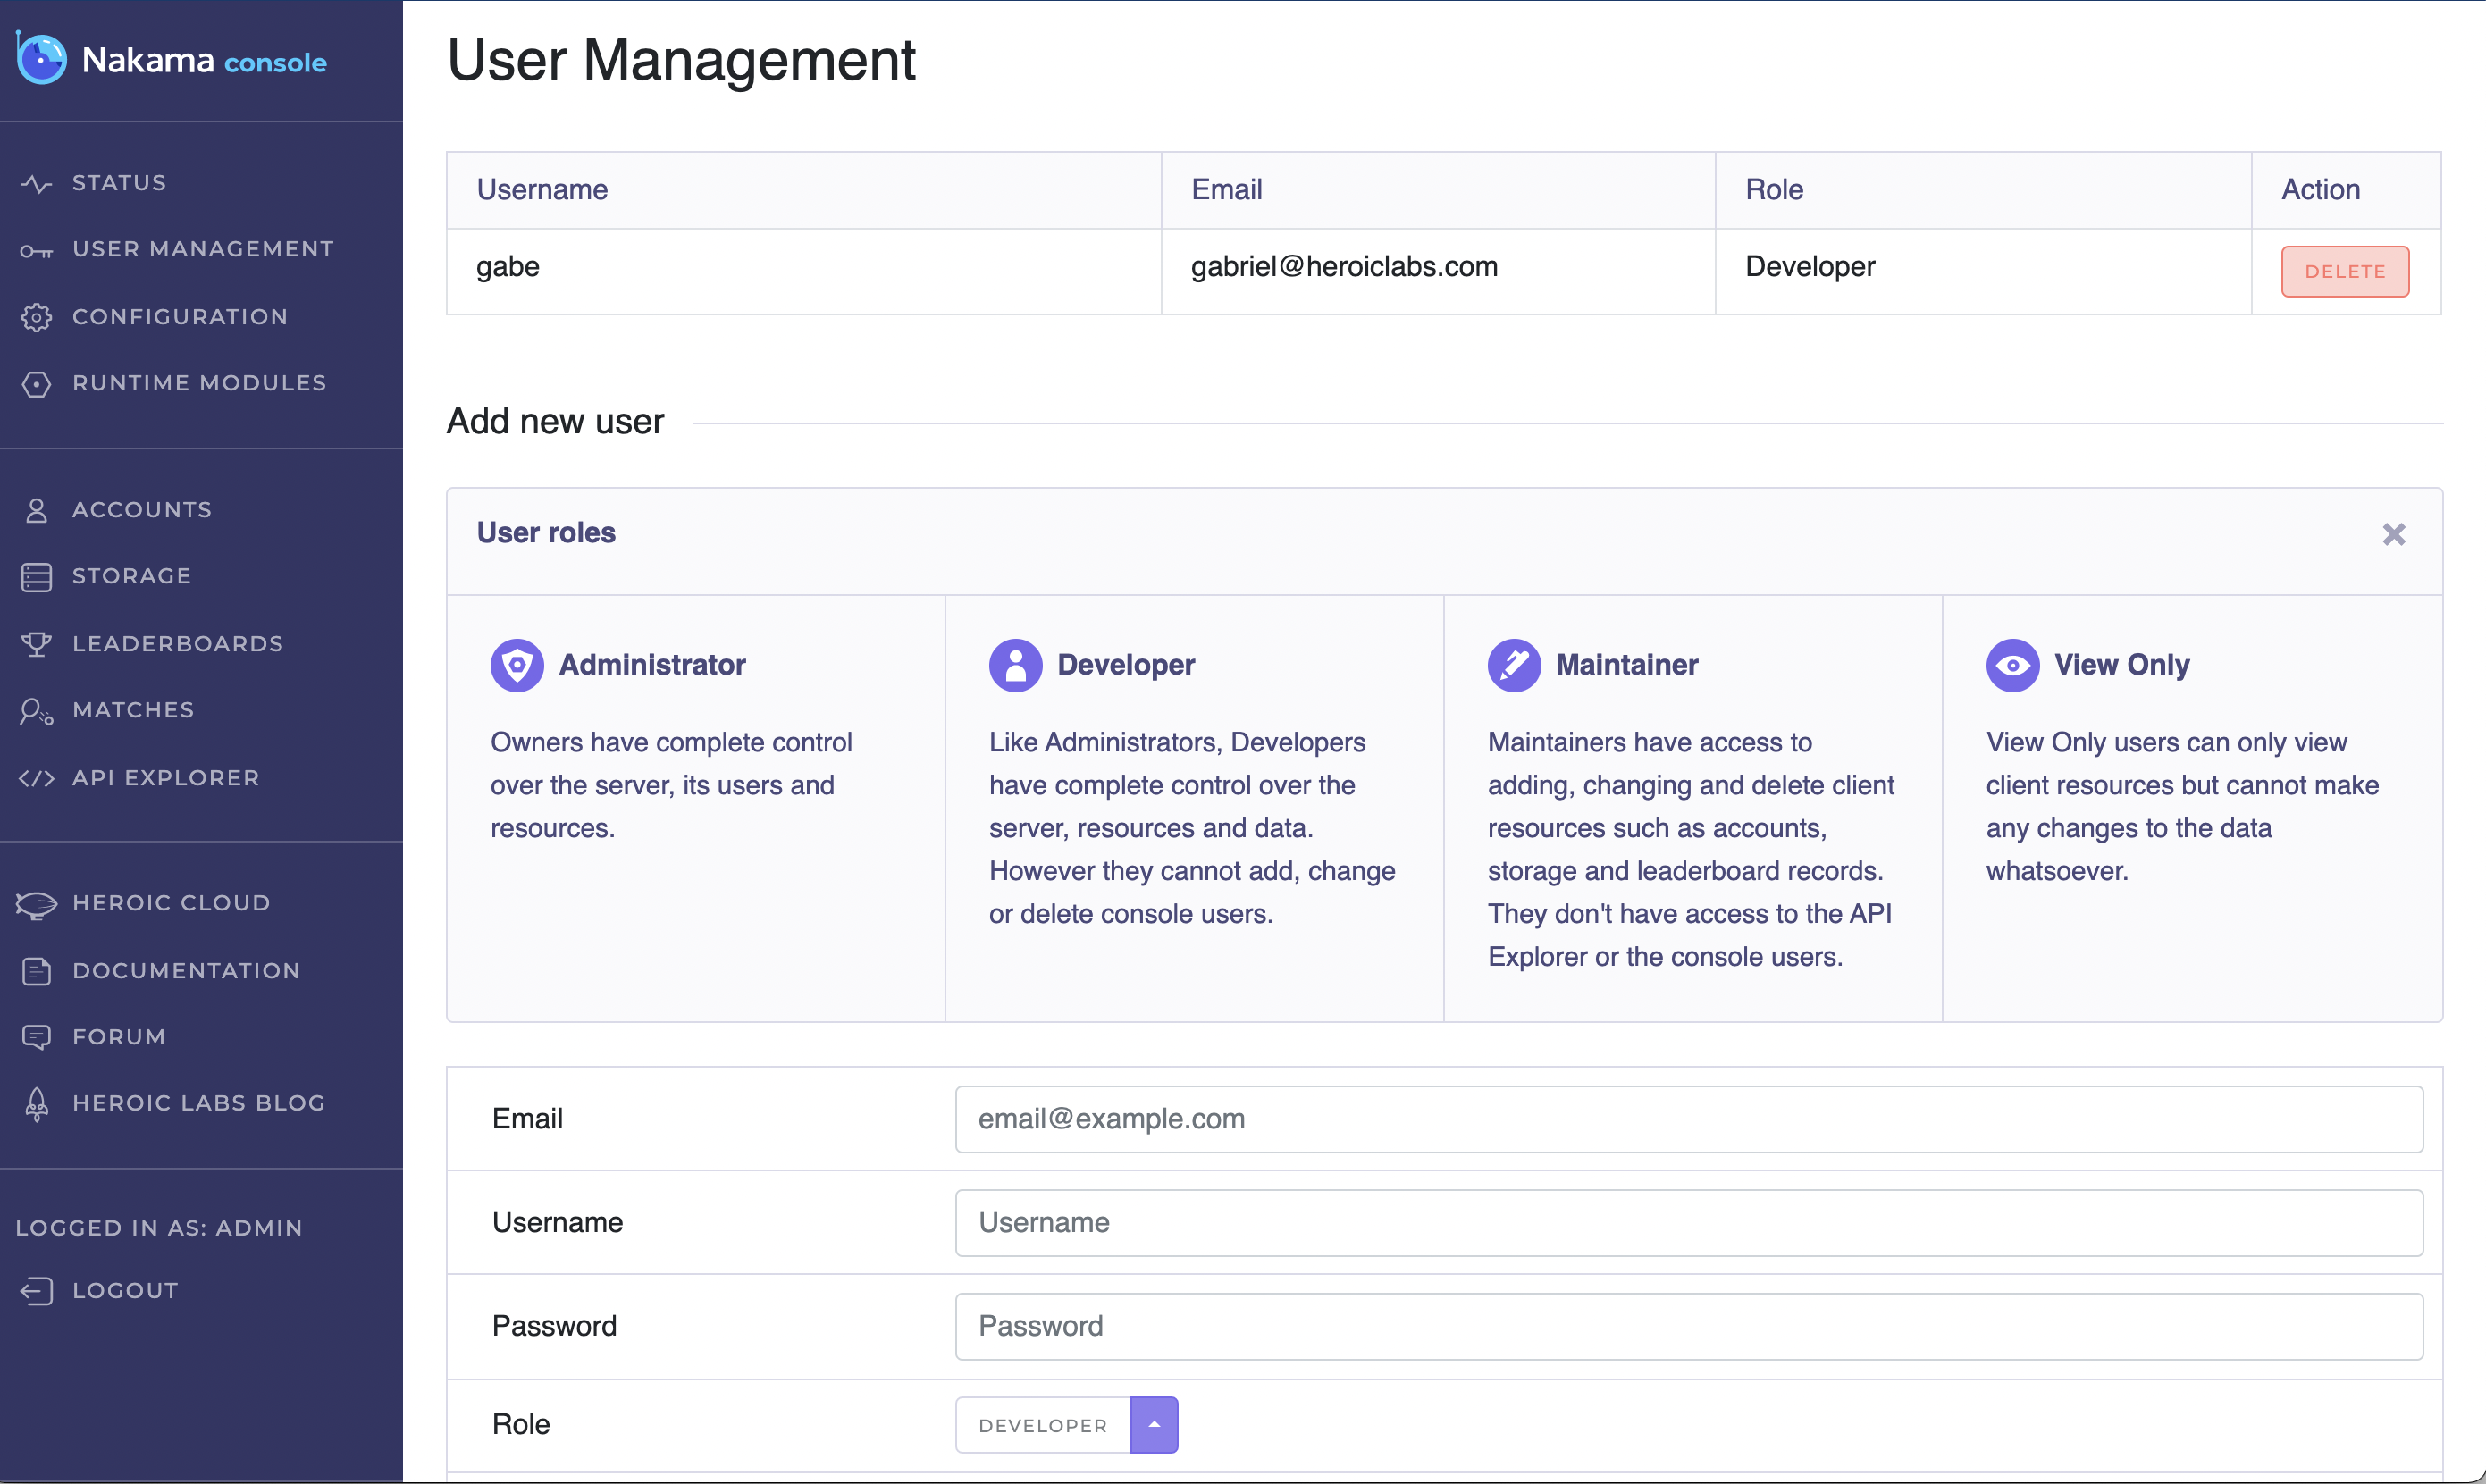 Nakama console
STATUS
USER MANAGEMENT
CONFIGURATION
RUNTIME MODULES
ACCOUNTS
STORAGE
LEADERBOARDS
MATCHES
API EXPLORER
HEROIC CLOUD
DOCUMENTATION
FORUM
HEROIC LABS BLOG
LOGGED IN AS: ADMIN
LOGOUT
User Management
Username Email Role Action
gabe gabriel@heroiclabs.com Developer DELETE
Add new user
User roles
Administrator
Owners have complete control
over the server, its users and
resources.
Developer
Like Administrators, Developers
have complete control over the
server, resources and data.
However they cannot add, change
or delete console users.
Maintainer
Maintainers have access to
adding, changing and delete client
resources such as accounts,
storage and leaderboard records.
They don't have access to the API
Explorer or the console users.
View Only
View Only users can only view
client resources but cannot make
any changes to the data
whatsoever.
Email email@example.com
Username Username
Password Password
Role DEVELOPER